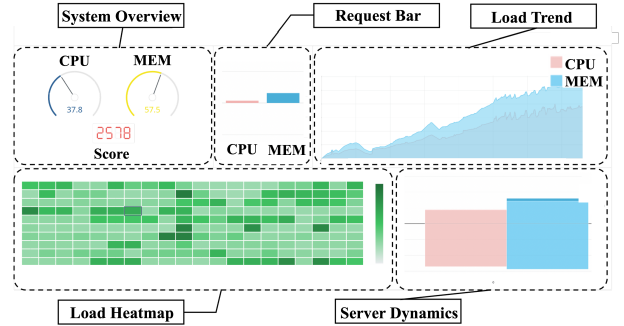 System Overview
Request Bar
Load Trend
CPU
MEM
37.8
57.5
2578
Score
CPU
MEM
CPU
MEM
Load Heatmap
Server Dynamics